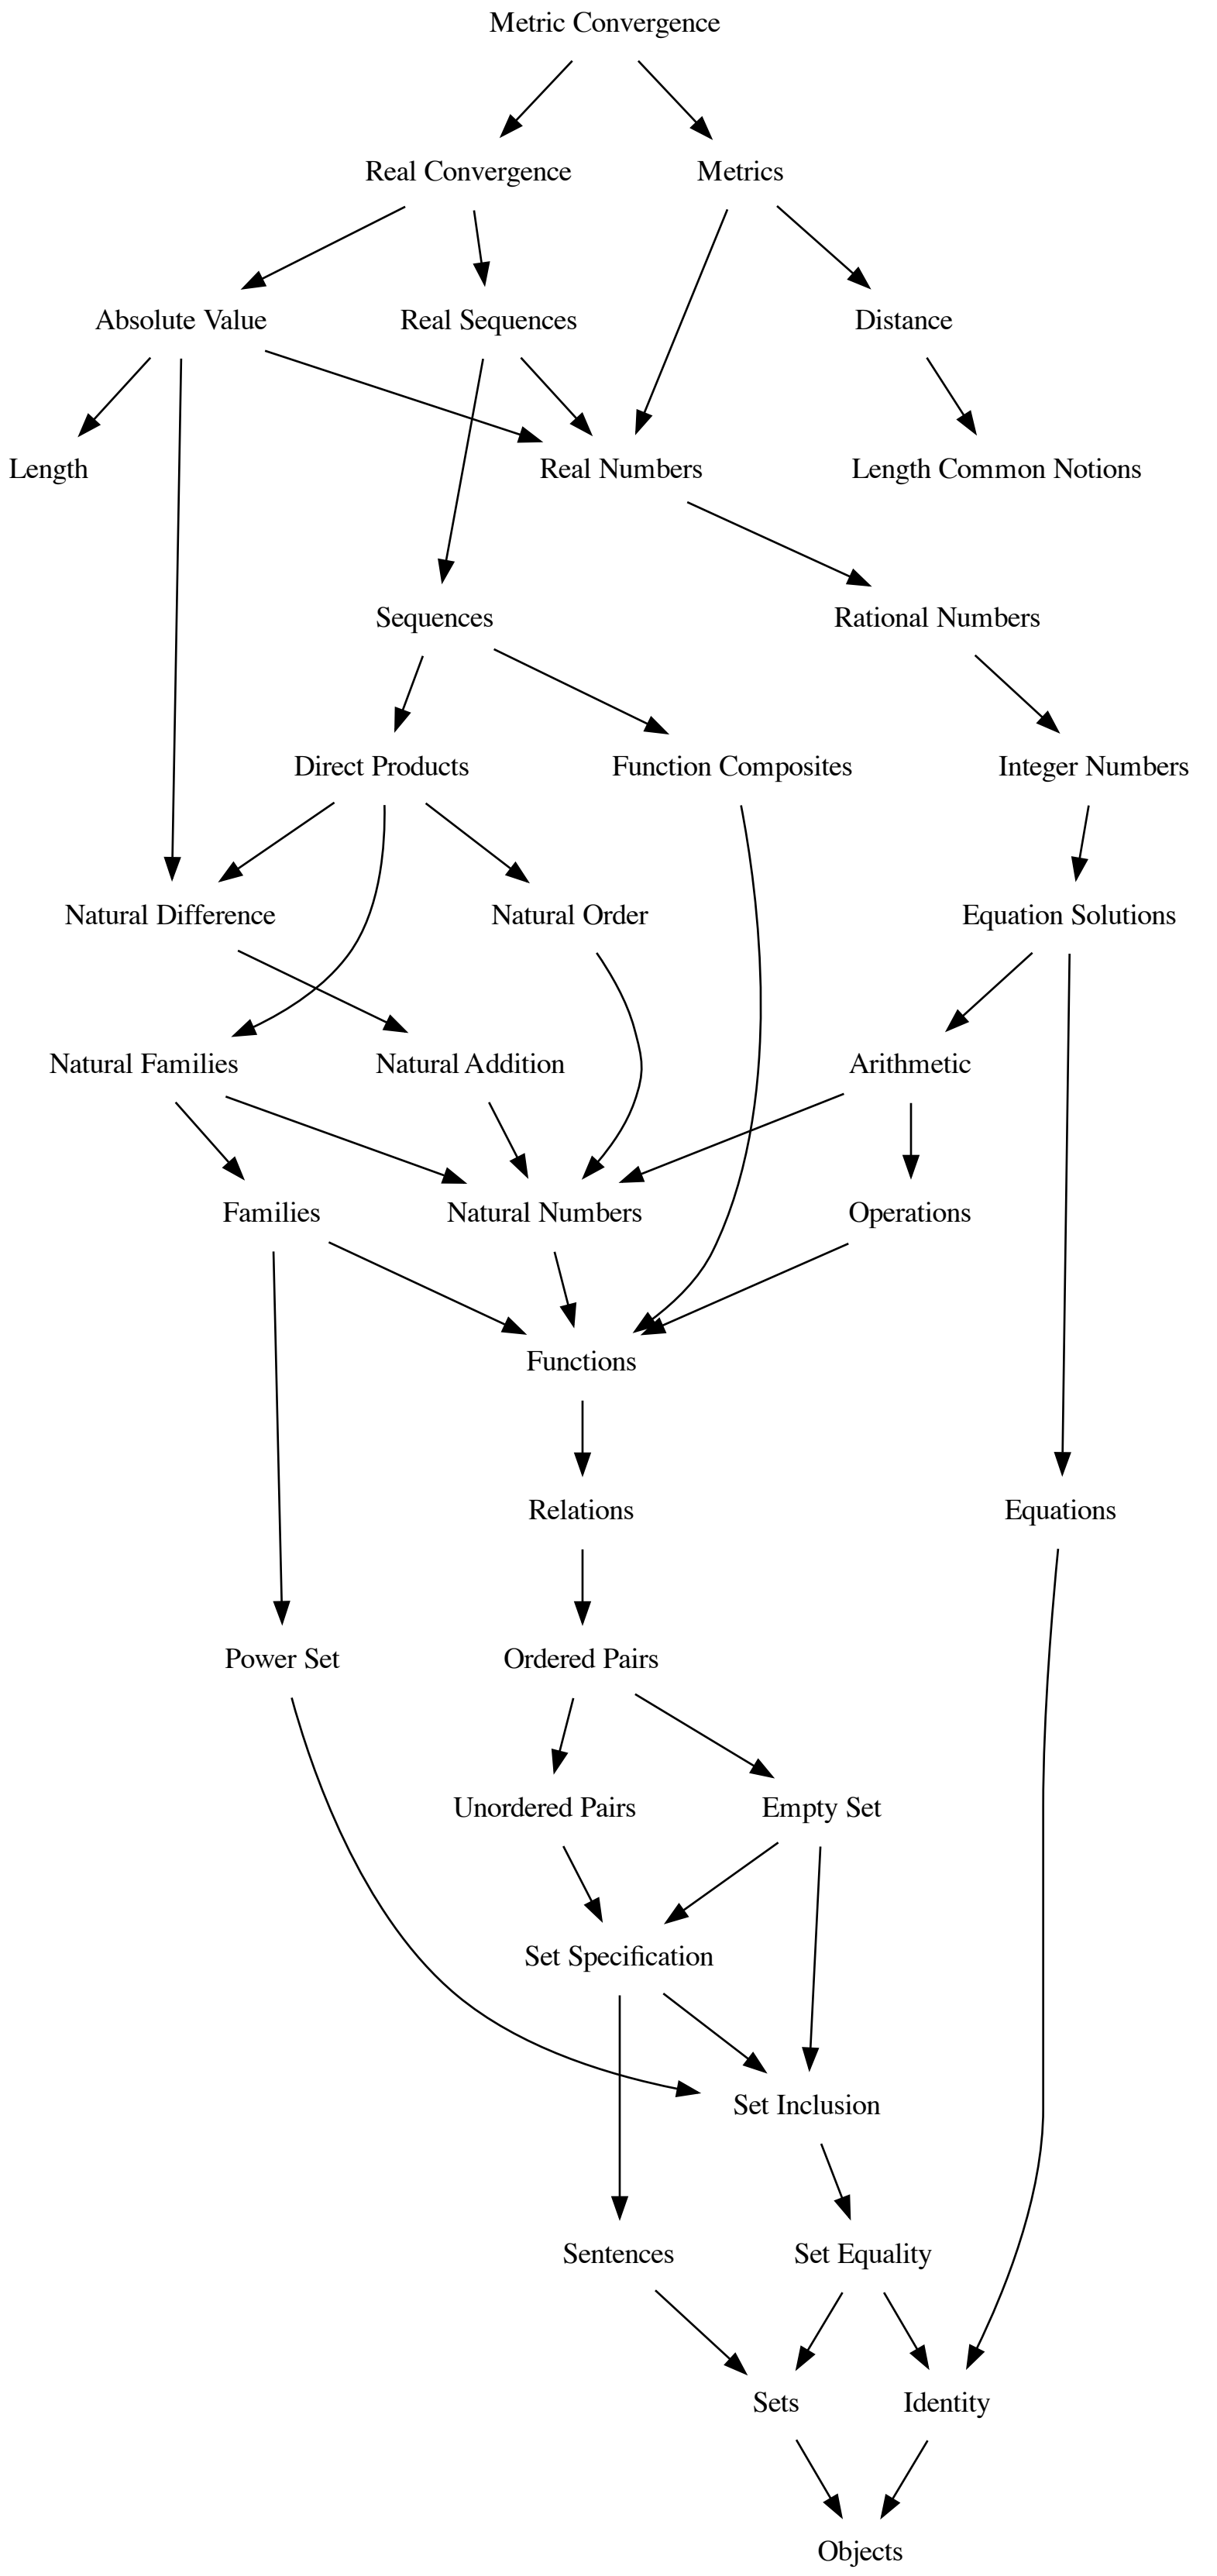 Metric Convergence
Real Convergence
Metrics
Absolute Value
Real Sequences
Distance
Length
Real Numbers
Length Common Notions
Sequences
Rational Numbers
Direct Products
Function Composites
Integer Numbers
Natural Difference
Natural Order
Equation Solutions
Natural Families
Natural Addition
Arithmetic
Families
Natural Numbers
Operations
Functions
Relations
Equations
Power Set
Ordered Pairs
Unordered Pairs
Empty Set
Set Specification
Set Inclusion
Sentences
Set Equality
Sets
Identity
Objects